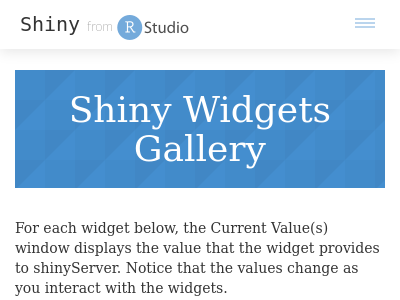 Shiny from R Studio
Shiny Widgets
Gallery
For each widget below, the Current Value(s)
window displays the value that the widget provides
to shinyServer. Notice that the values change as
you interact with the widgets.